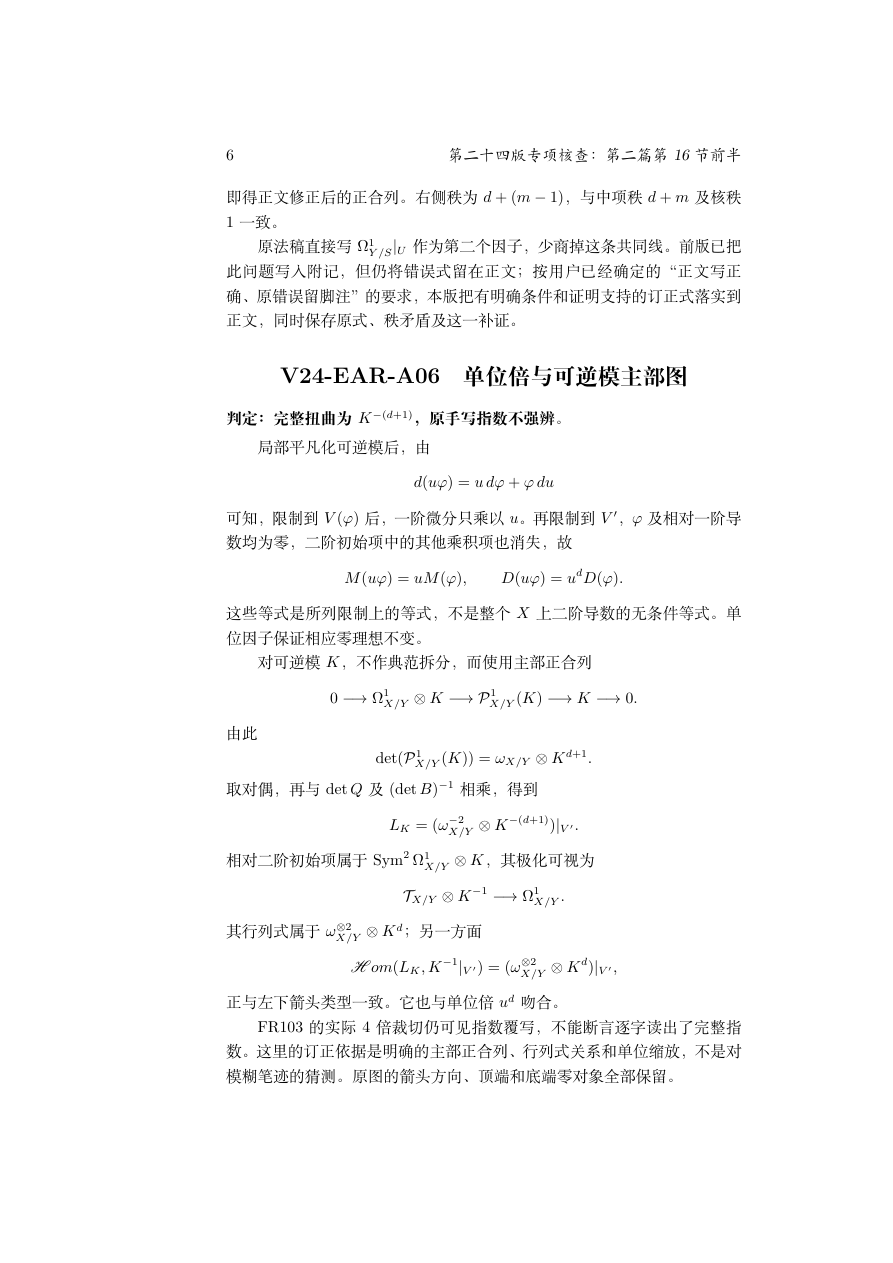 6 第二十四版专项核查：第二篇第 16 节前半
即得正文修正后的正合列。右侧秩为 d + (m − 1)，与中项秩 d + m 及核秩
1 一致。
原法稿直接写 Ω¹_{Y/S}|_U 作为第二个因子，少商掉这条共同线。前版已把
此问题写入附记，但仍将错误式留在正文；按用户已经确定的“正文写正
确、原错误留脚注”的要求，本版把有明确条件和证明支持的订正式落实到
正文，同时保存原式、秩矛盾及这一补证。
V24-EAR-A06 单位倍与可逆模主部图
判定：完整扭曲为 K^{−(d+1)}，原手写指数不强辨。
局部平凡化可逆模后，由
d(uφ) = u dφ + φ du
可知，限制到 V(φ) 后，一阶微分只乘以 u。再限制到 V′，φ 及相对一阶导
数均为零，二阶初始项中的其他乘积项也消失，故
M(uφ) = uM(φ), D(uφ) = u^d D(φ).
这些等式是所列限制上的等式，不是整个 X 上二阶导数的无条件等式。单
位因子保证相应零理想不变。
对可逆模 K，不作典范拆分，而使用主部正合列
0 ⟶ Ω¹_{X/Y} ⊗ K ⟶ 𝒫¹_{X/Y}(K) ⟶ K ⟶ 0.
由此
det(𝒫¹_{X/Y}(K)) = ω_{X/Y} ⊗ K^{d+1}.
取对偶，再与 det Q 及 (det B)^{−1} 相乘，得到
L_K = (ω^{−2}_{X/Y} ⊗ K^{−(d+1)})|_{V′}.
相对二阶初始项属于 Sym² Ω¹_{X/Y} ⊗ K，其极化可视为
𝒯_{X/Y} ⊗ K^{−1} ⟶ Ω¹_{X/Y}.
其行列式属于 ω^{⊗2}_{X/Y} ⊗ K^d；另一方面
ℋom(L_K, K^{−1}|_{V′}) = (ω^{⊗2}_{X/Y} ⊗ K^d)|_{V′},
正与左下箭头类型一致。它也与单位倍 u^d 吻合。
FR103 的实际 4 倍裁切仍可见指数覆写，不能断言逐字读出了完整指
数。这里的订正依据是明确的主部正合列、行列式关系和单位缩放，不是对
模糊笔迹的猜测。原图的箭头方向、顶端和底端零对象全部保留。